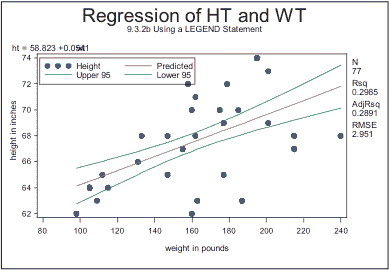 Regression of HT and WT
9.3.2b Using a LEGEND Statement
ht = 58.823 +0.0541
74
72
70
68
66
64
62
height in inches
Height Predicted
Upper 95 Lower 95
N
77
Rsq
0.2985
AdjRsq
0.2891
RMSE
2.951
80 100 120 140 160 180 200 220 240
weight in pounds